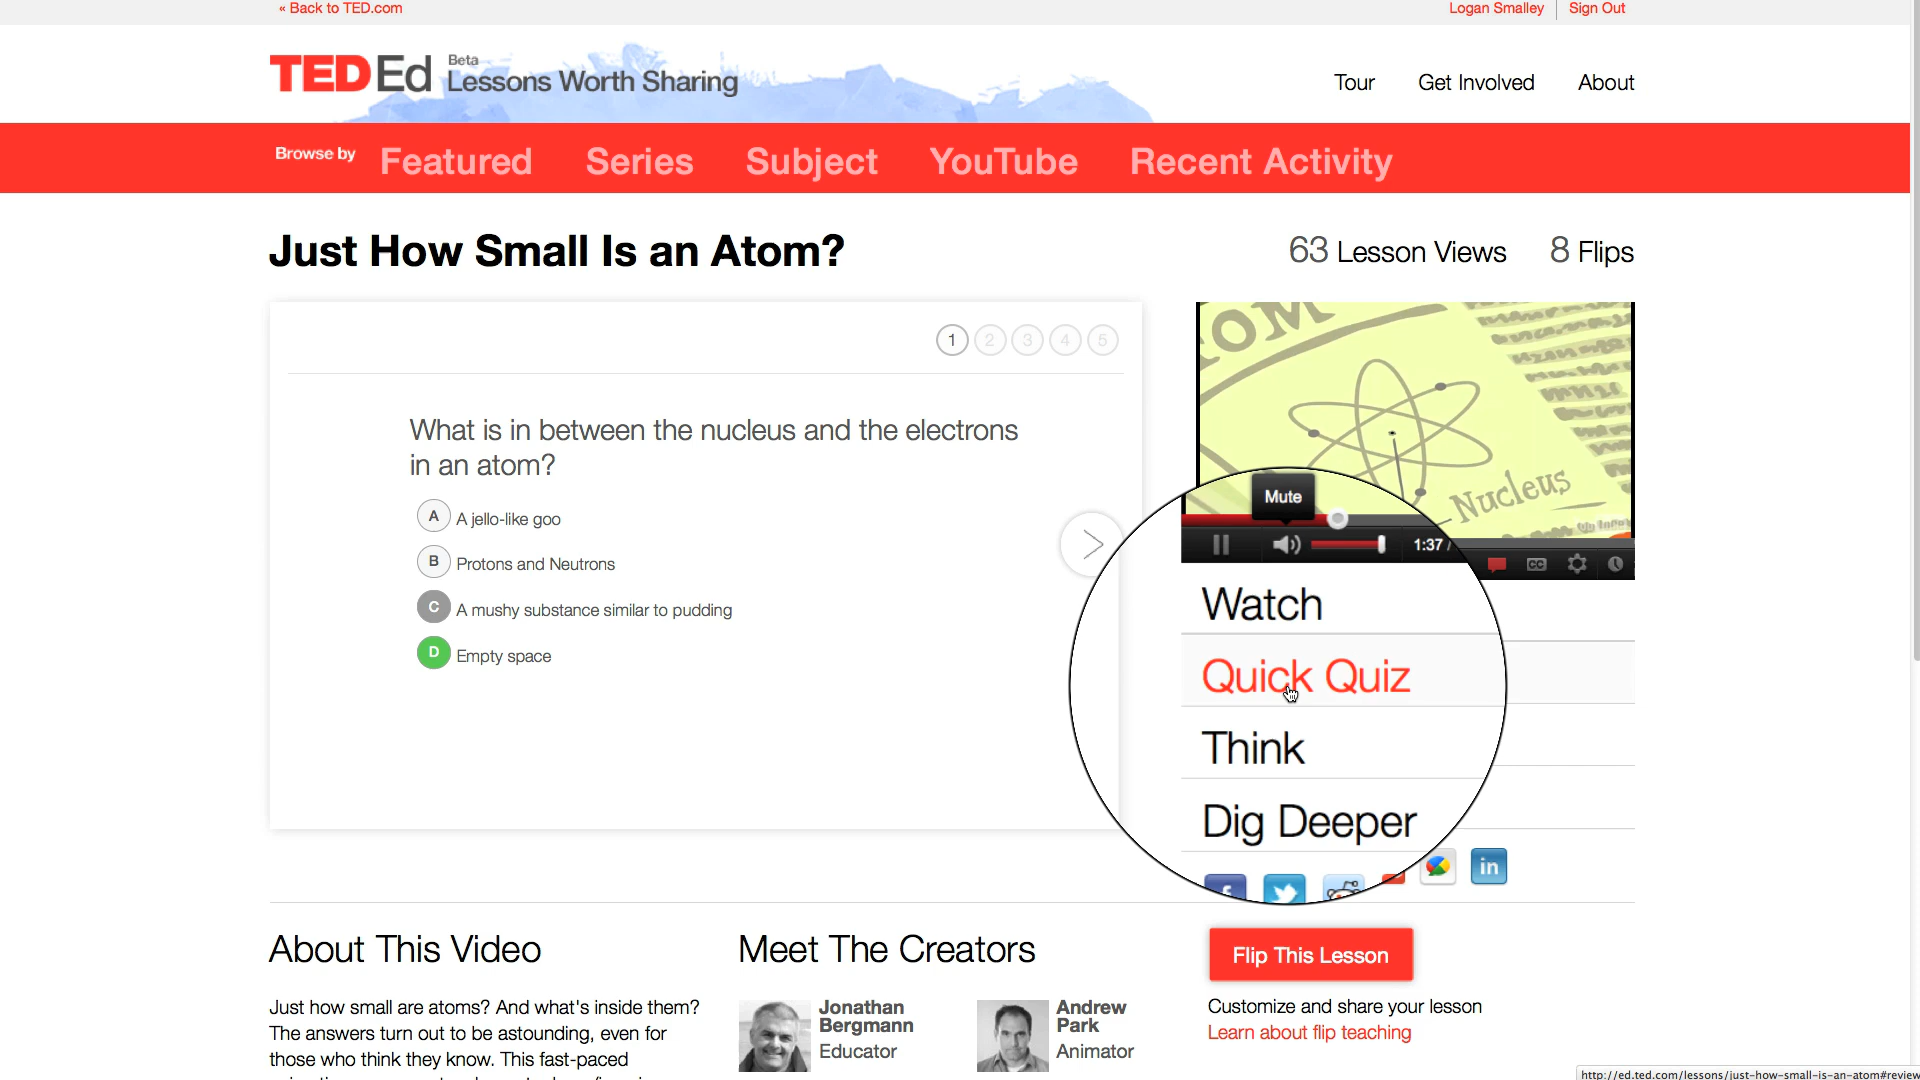 « Back to TED.com
Logan Smalley
Sign Out
TEDEd
Beta
Lessons Worth Sharing
Tour
Get Involved
About
Browse by
Featured
Series
Subject
YouTube
Recent Activity
Just How Small Is an Atom?
63 Lesson Views
8 Flips
1
2
3
4
5
What is in between the nucleus and the electrons
in an atom?
A A jello-like goo
B Protons and Neutrons
C A mushy substance similar to pudding
D Empty space
OM
Nucleus
Mute
1:37 /
CC
Watch
Quick Quiz
Think
Dig Deeper
in
About This Video
Just how small are atoms? And what's inside them?
The answers turn out to be astounding, even for
those who think they know. This fast-paced
Meet The Creators
Jonathan
Bergmann
Educator
Andrew
Park
Animator
Flip This Lesson
Customize and share your lesson
Learn about flip teaching
http://ed.ted.com/lessons/just-how-small-is-an-atom#review